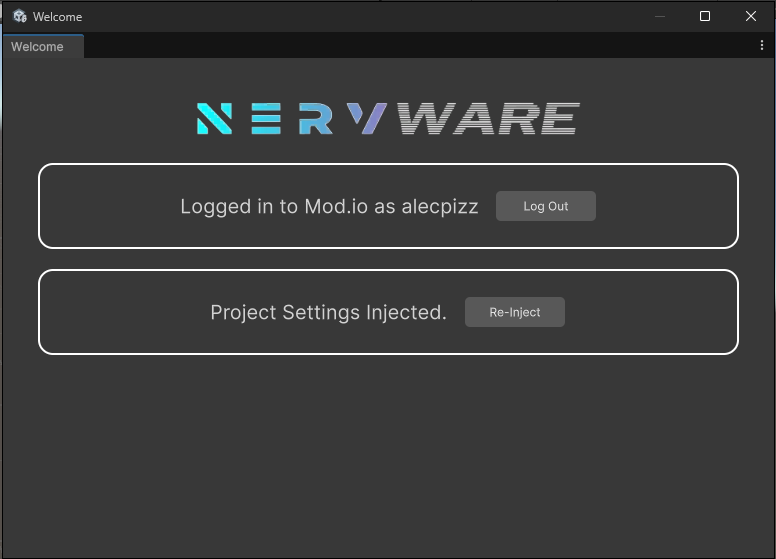 Welcome
Welcome
NERVWARE
Logged in to Mod.io as alecpizz Log Out
Project Settings Injected. Re-Inject